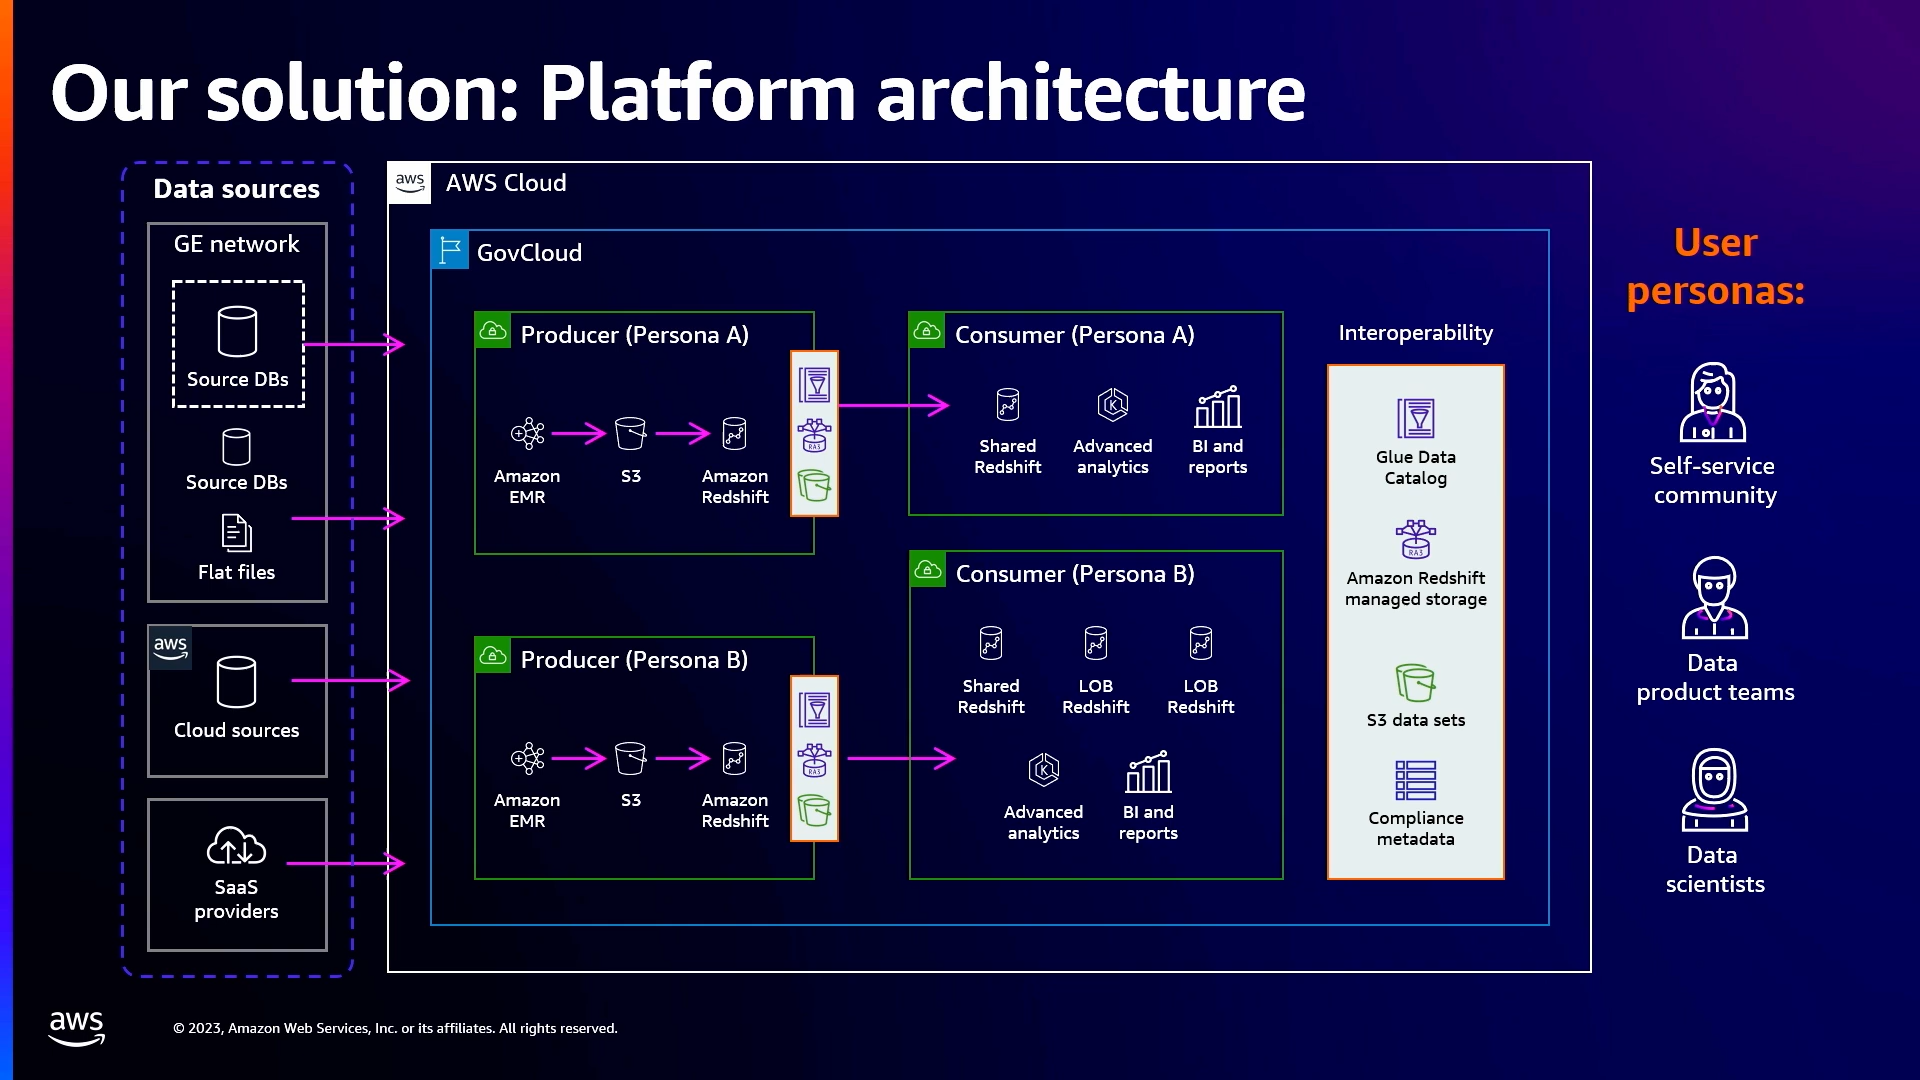 Our solution: Platform architecture
Data sources
GE network
Source DBs
Source DBs
Flat files
aws
Cloud sources
SaaS
providers
aws
AWS Cloud
GovCloud
Producer (Persona A)
Amazon
EMR
S3
Amazon
Redshift
RA3
Consumer (Persona A)
Shared
Redshift
K
Advanced
analytics
BI and
reports
Producer (Persona B)
Amazon
EMR
S3
Amazon
Redshift
RA3
Consumer (Persona B)
Shared
Redshift
LOB
Redshift
LOB
Redshift
K
Advanced
analytics
BI and
reports
Interoperability
Glue Data
Catalog
RA3
Amazon Redshift
managed storage
S3 data sets
Compliance
metadata
User
personas:
Self-service
community
Data
product teams
Data
scientists
aws
© 2023, Amazon Web Services, Inc. or its affiliates. All rights reserved.